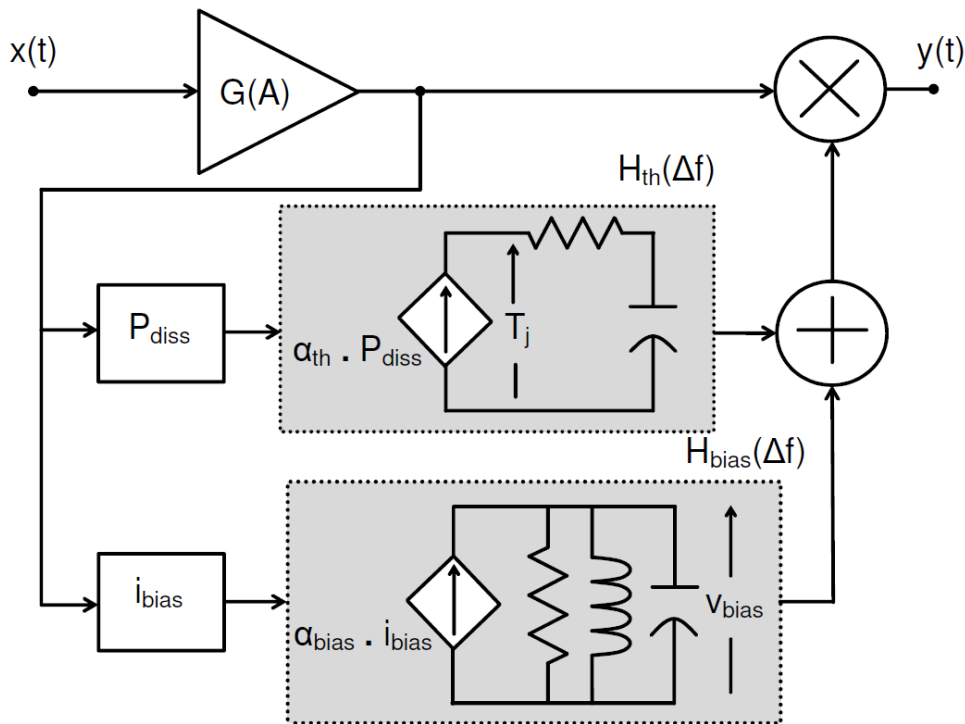 x(t)
G(A)
y(t)
H_th(Δf)
P_diss
α_th . P_diss
T_j
H_bias(Δf)
i_bias
α_bias . i_bias
v_bias